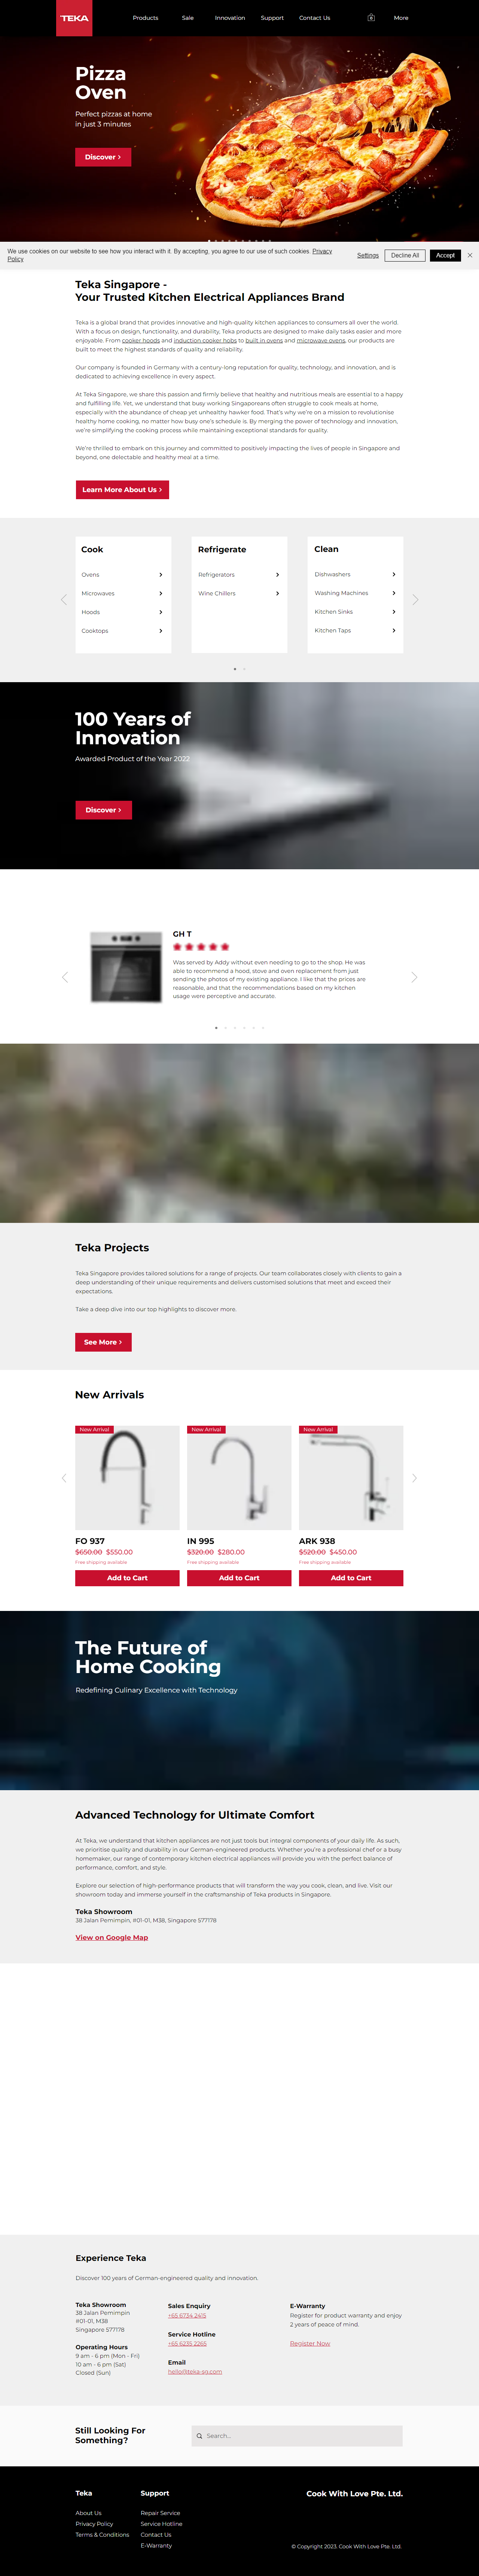 TEKA
Products
Sale
Innovation
Support
Contact Us
0
More
Pizza
Oven
Perfect pizzas at home
in just 3 minutes
Discover >
We use cookies on our website to see how you interact with it. By accepting, you agree to our use of such cookies. Privacy
Policy
Settings
Decline All
Accept
Teka Singapore -
Your Trusted Kitchen Electrical Appliances Brand
Teka is a global brand that provides innovative and high-quality kitchen appliances to consumers all over the world.
With a focus on design, functionality, and durability, Teka products are designed to make daily tasks easier and more
enjoyable. From cooker hoods and induction cooker hobs to built in ovens and microwave ovens, our products are
built to meet the highest standards of quality and reliability.
Our company is founded in Germany with a century-long reputation for quality, technology, and innovation, and is
dedicated to achieving excellence in every aspect.
At Teka Singapore, we share this passion and firmly believe that healthy and nutritious meals are essential to a happy
and fulfilling life. Yet, we understand that busy working Singaporeans often struggle to cook meals at home,
especially with the abundance of cheap yet unhealthy hawker food. That's why we're on a mission to revolutionise
healthy home cooking, no matter how busy one's schedule is. By merging the power of technology and innovation,
we're simplifying the cooking process while maintaining exceptional standards for quality.
We're thrilled to embark on this journey and committed to positively impacting the lives of people in Singapore and
beyond, one delectable and healthy meal at a time.
Learn More About Us >
Cook
Ovens
Microwaves
Hoods
Cooktops
Refrigerate
Refrigerators
Wine Chillers
Clean
Dishwashers
Washing Machines
Kitchen Sinks
Kitchen Taps
100 Years of
Innovation
Awarded Product of the Year 2022
Discover >
GH T
Was served by Addy without even needing to go to the shop. He was
able to recommend a hood, stove and oven replacement from just
sending the photos of my existing appliance. I like that the prices are
reasonable, and that the recommendations based on my kitchen
usage were perceptive and accurate.
Teka Projects
Teka Singapore provides tailored solutions for a range of projects. Our team collaborates closely with clients to gain a
deep understanding of their unique requirements and delivers customised solutions that meet and exceed their
expectations.
Take a deep dive into our top highlights to discover more.
See More >
New Arrivals
New Arrival
New Arrival
New Arrival
FO 937
$650.00 $550.00
Free shipping available
Add to Cart
IN 995
$320.00 $280.00
Free shipping available
Add to Cart
ARK 938
$520.00 $450.00
Free shipping available
Add to Cart
The Future of
Home Cooking
Redefining Culinary Excellence with Technology
Advanced Technology for Ultimate Comfort
At Teka, we understand that kitchen appliances are not just tools but integral components of your daily life. As such,
we prioritise quality and durability in our German-engineered products. Whether you're a professional chef or a busy
homemaker, our range of contemporary kitchen electrical appliances will provide you with the perfect balance of
performance, comfort, and style.
Explore our selection of high-performance products that will transform the way you cook, clean, and live. Visit our
showroom today and immerse yourself in the craftsmanship of Teka products in Singapore.
Teka Showroom
38 Jalan Pemimpin, #01-01, M38, Singapore 577178
View on Google Map
Experience Teka
Discover 100 years of German-engineered quality and innovation.
Teka Showroom
38 Jalan Pemimpin
#01-01, M38
Singapore 577178
Operating Hours
9 am - 6 pm (Mon - Fri)
10 am - 6 pm (Sat)
Closed (Sun)
Sales Enquiry
+65 6734 2415
Service Hotline
+65 6235 2265
Email
hello@teka-sg.com
E-Warranty
Register for product warranty and enjoy
2 years of peace of mind.
Register Now
Still Looking For
Something?
Search...
Teka
About Us
Privacy Policy
Terms & Conditions
Support
Repair Service
Service Hotline
Contact Us
E-Warranty
Cook With Love Pte. Ltd.
© Copyright 2023. Cook With Love Pte. Ltd.